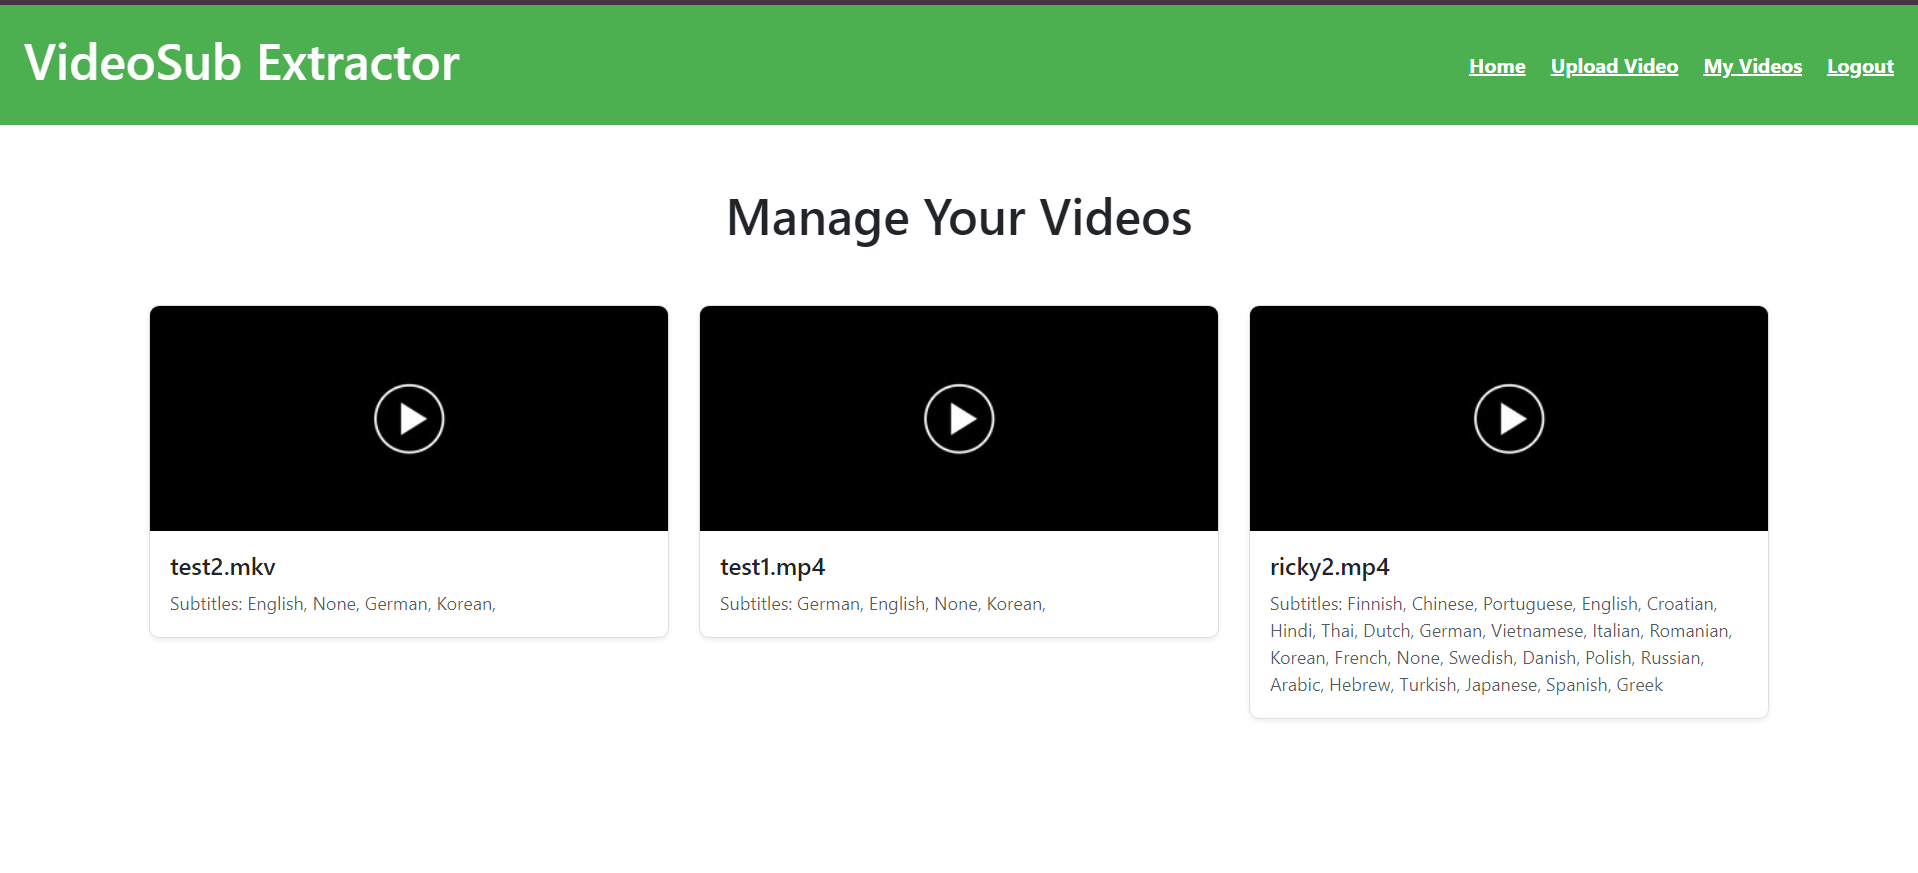 VideoSub Extractor
Home Upload Video My Videos Logout
Manage Your Videos
test2.mkv
Subtitles: English, None, German, Korean,
test1.mp4
Subtitles: German, English, None, Korean,
ricky2.mp4
Subtitles: Finnish, Chinese, Portuguese, English, Croatian,
Hindi, Thai, Dutch, German, Vietnamese, Italian, Romanian,
Korean, French, None, Swedish, Danish, Polish, Russian,
Arabic, Hebrew, Turkish, Japanese, Spanish, Greek